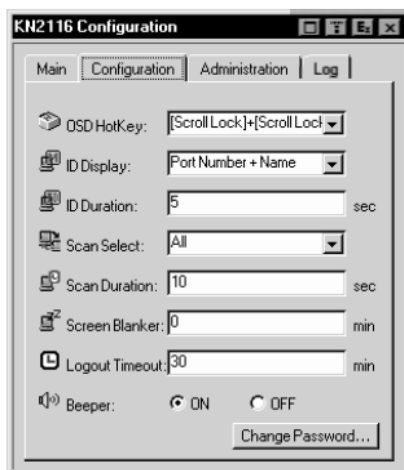 KN2116 Configuration
Main Configuration Administration Log
OSD HotKey: [Scroll Lock]+[Scroll Locl
ID Display: Port Number + Name
ID Duration: 5 sec
Scan Select: All
Scan Duration: 10 sec
Screen Blanker: 0 min
Logout Timeout: 30 min
Beeper: ON OFF
Change Password...